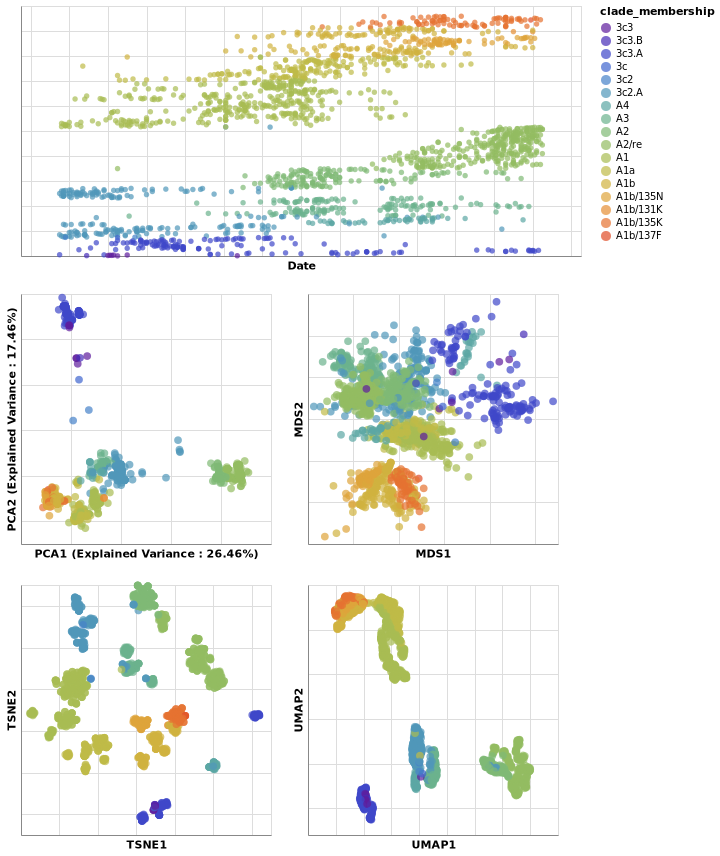 clade_membership
3c3
3c3.B
3c3.A
3c
3c2
3c2.A
A4
A3
A2
A2/re
A1
A1a
A1b
A1b/135N
A1b/131K
A1b/135K
A1b/137F
Date
PCA2 (Explained Variance : 17.46%)
PCA1 (Explained Variance : 26.46%)
MDS2
MDS1
TSNE2
TSNE1
UMAP2
UMAP1